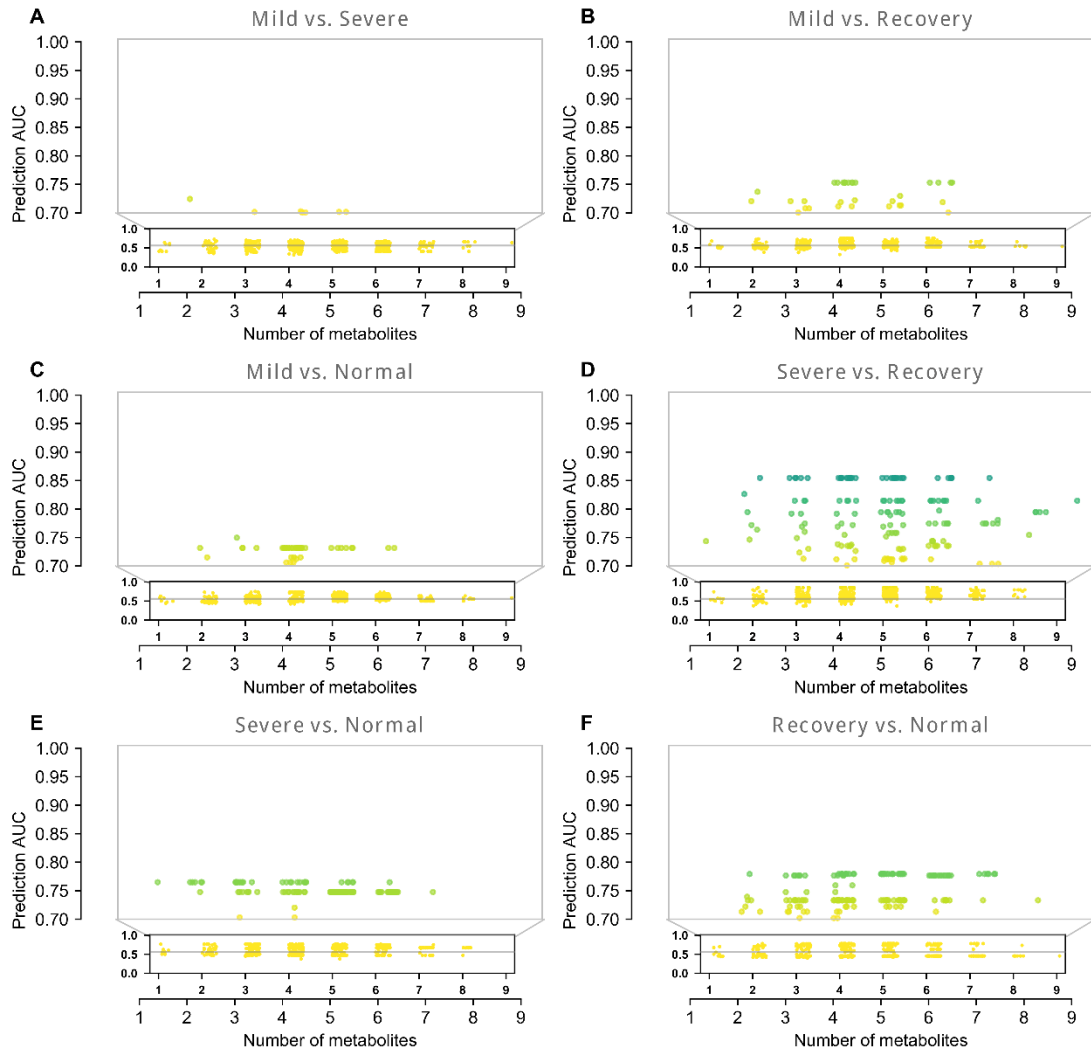 A Mild vs. Severe
1.00
0.95
0.90
0.85
0.80
0.75
0.70
Prediction AUC
1.0
0.5
0.0
1 2 3 4 5 6 7 8 9
1 2 3 4 5 6 7 8 9
Number of metabolites
B Mild vs. Recovery
1.00
0.95
0.90
0.85
0.80
0.75
0.70
Prediction AUC
1.0
0.5
0.0
1 2 3 4 5 6 7 8 9
1 2 3 4 5 6 7 8 9
Number of metabolites
C Mild vs. Normal
1.00
0.95
0.90
0.85
0.80
0.75
0.70
Prediction AUC
1.0
0.5
0.0
1 2 3 4 5 6 7 8 9
1 2 3 4 5 6 7 8 9
Number of metabolites
D Severe vs. Recovery
1.00
0.95
0.90
0.85
0.80
0.75
0.70
Prediction AUC
1.0
0.5
0.0
1 2 3 4 5 6 7 8 9
1 2 3 4 5 6 7 8 9
Number of metabolites
E Severe vs. Normal
1.00
0.95
0.90
0.85
0.80
0.75
0.70
Prediction AUC
1.0
0.5
0.0
1 2 3 4 5 6 7 8 9
1 2 3 4 5 6 7 8 9
Number of metabolites
F Recovery vs. Normal
1.00
0.95
0.90
0.85
0.80
0.75
0.70
Prediction AUC
1.0
0.5
0.0
1 2 3 4 5 6 7 8 9
1 2 3 4 5 6 7 8 9
Number of metabolites